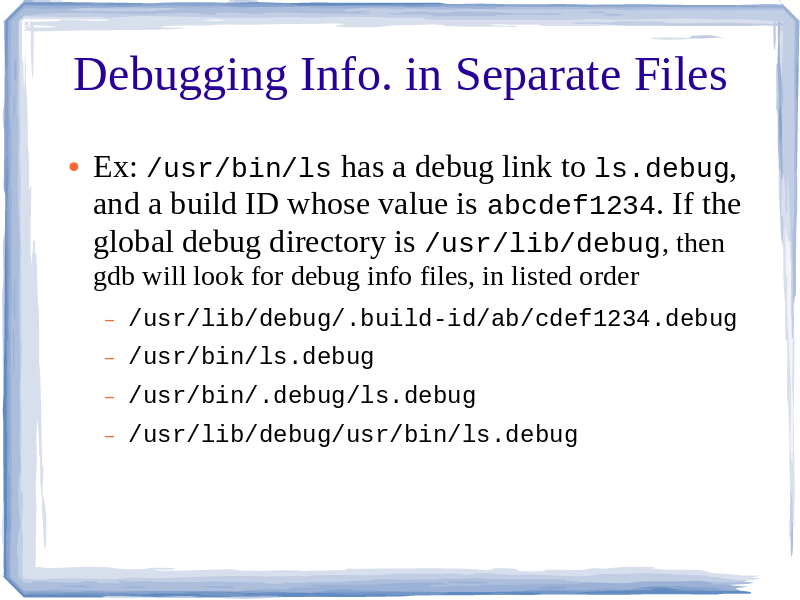 Debugging Info. in Separate Files
• Ex: /usr/bin/ls has a debug link to ls.debug,
and a build ID whose value is abcdef1234. If the
global debug directory is /usr/lib/debug, then
gdb will look for debug info files, in listed order
– /usr/lib/debug/.build-id/ab/cdef1234.debug
– /usr/bin/ls.debug
– /usr/bin/.debug/ls.debug
– /usr/lib/debug/usr/bin/ls.debug